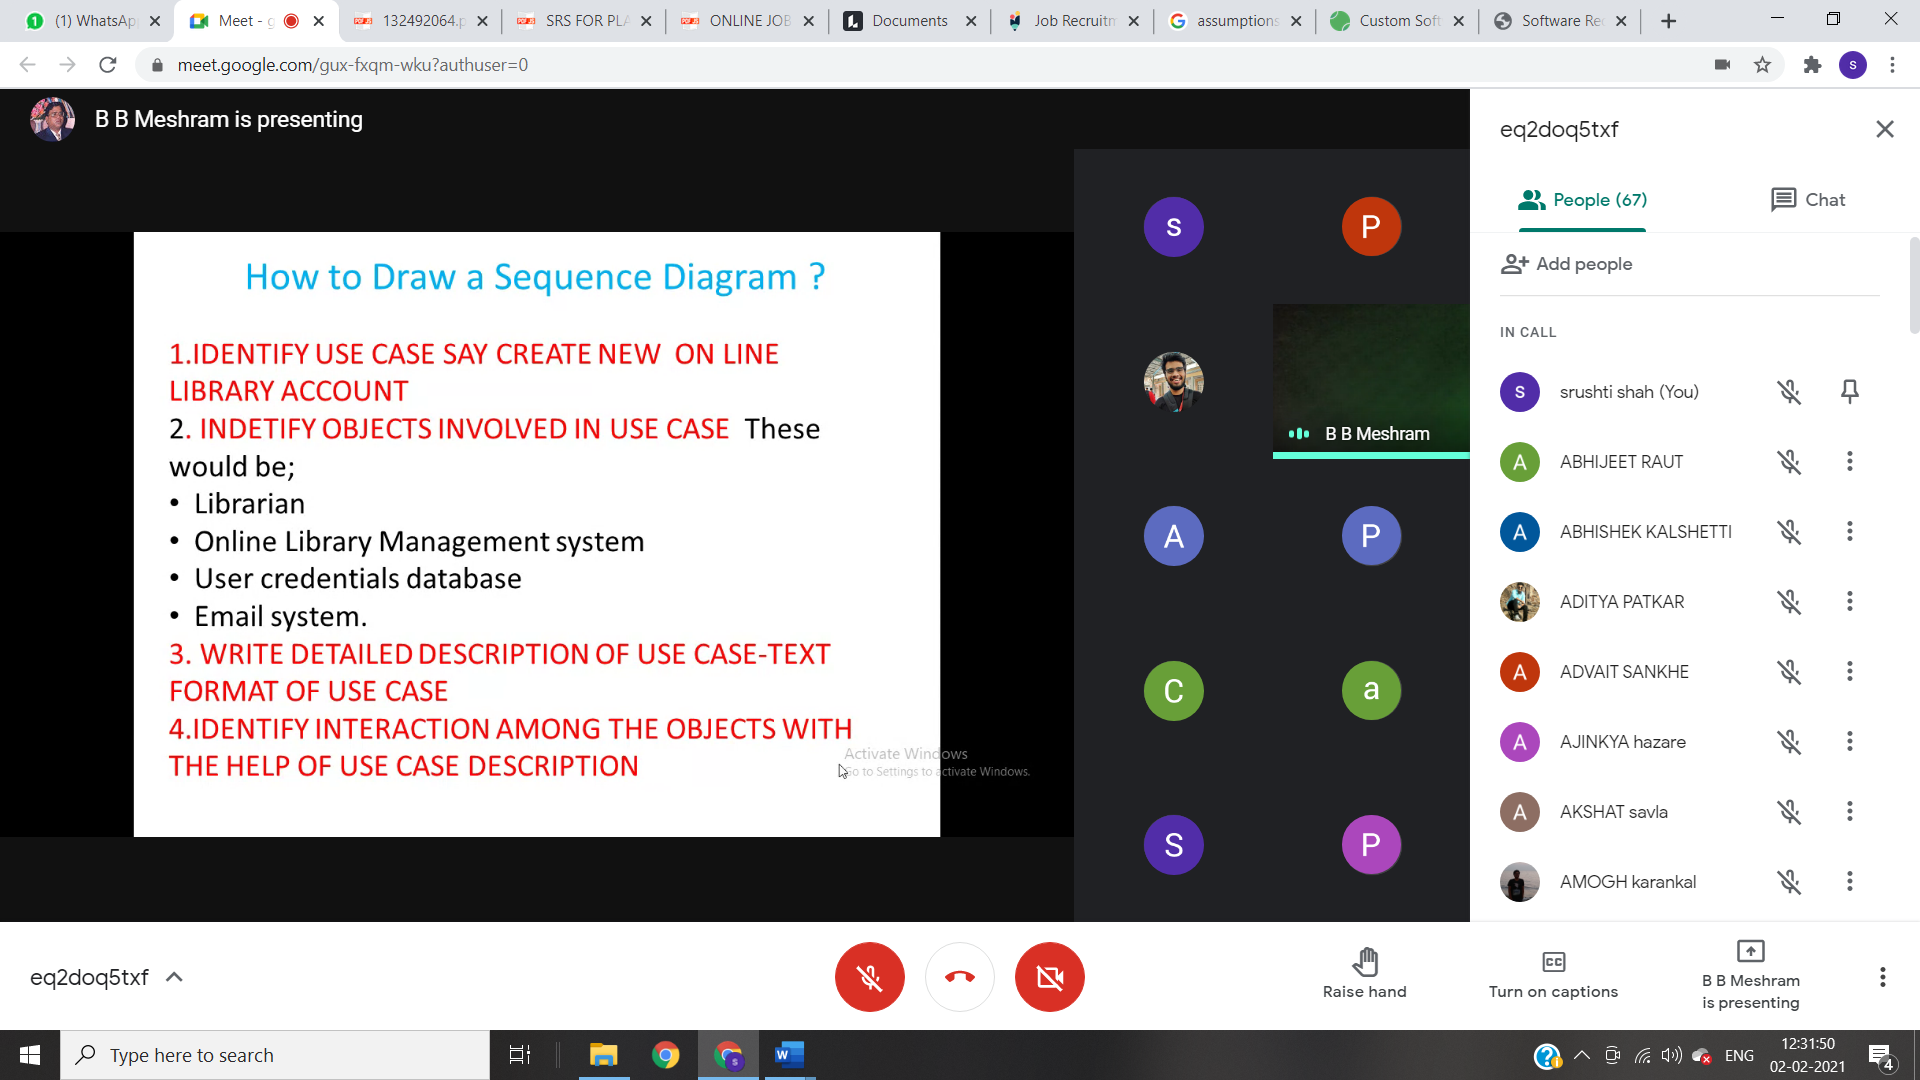 (1) WhatsAp
Meet - g
132492064.p
SRS FOR PLA
ONLINE JOB
Documents
Job Recruitm
assumptions
Custom Soft
Software Re
meet.google.com/gux-fxqm-wku?authuser=0
S
B B Meshram is presenting
How to Draw a Sequence Diagram ?
1.IDENTIFY USE CASE SAY CREATE NEW ON LINE
LIBRARY ACCOUNT
2. INDETIFY OBJECTS INVOLVED IN USE CASE These
would be;
• Librarian
• Online Library Management system
• User credentials database
• Email system.
3. WRITE DETAILED DESCRIPTION OF USE CASE-TEXT
FORMAT OF USE CASE
4.IDENTIFY INTERACTION AMONG THE OBJECTS WITH
THE HELP OF USE CASE DESCRIPTION
Activate Windows
Go to Settings to activate Windows.
s
P
B B Meshram
A
P
C
a
S
P
eq2doq5txf
People (67)
Chat
Add people
IN CALL
s srushti shah (You)
A ABHIJEET RAUT
A ABHISHEK KALSHETTI
ADITYA PATKAR
A ADVAIT SANKHE
A AJINKYA hazare
A AKSHAT savla
AMOGH karankal
eq2doq5txf
Raise hand
CC
Turn on captions
B B Meshram
is presenting
Type here to search
W
ENG
12:31:50
02-02-2021
4